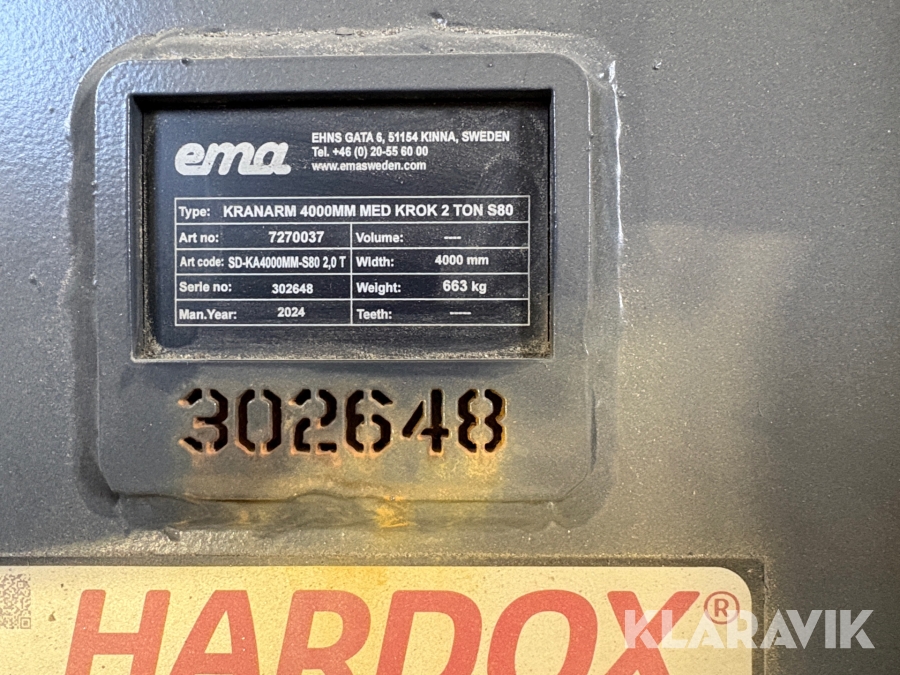 ema
EHNS GATA 6, 51154 KINNA, SWEDEN
Tel. +46 (0) 20-55 60 00
www.emasweden.com
Type: KRANARM 4000MM MED KROK 2 TON S80
Art no: 7270037 Volume: ---
Art code: SD-KA4000MM-S80 2,0 T Width: 4000 mm
Serie no: 302648 Weight: 663 kg
Man.Year: 2024 Teeth: ---
302648
HARDOX®
KLARAVIK